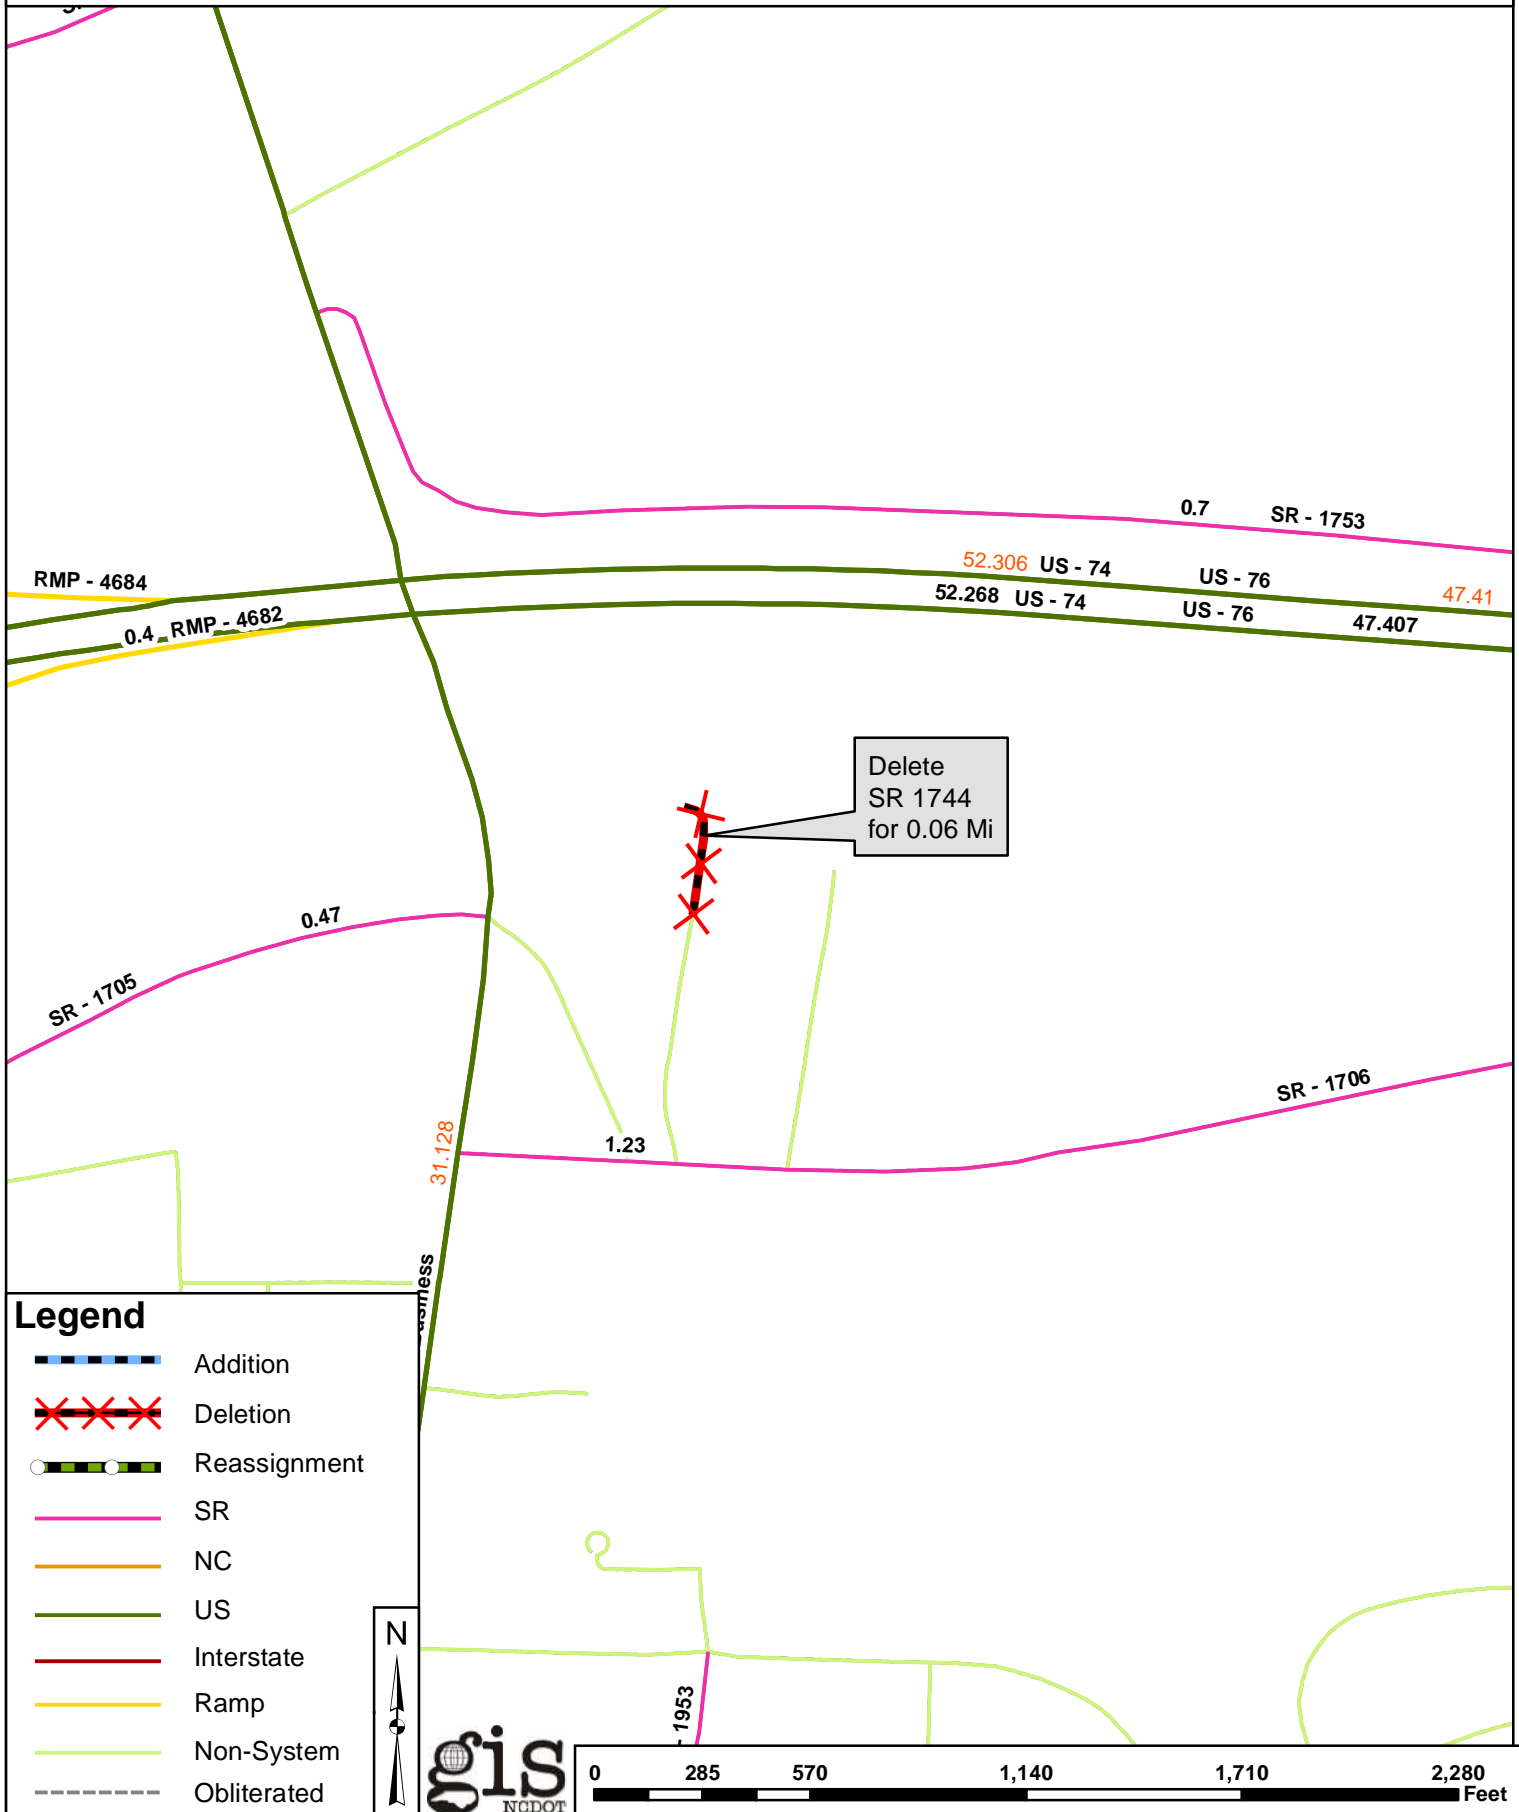 0.7 SR - 1753
52.306 US - 74 US - 76 47.41
52.268 US - 74 US - 76 47.407
RMP - 4684
0.4 RMP - 4682
Delete
SR 1744
for 0.06 Mi
0.47
SR - 1705
SR - 1706
1.23
31.128
Legend
Addition
Deletion
Reassignment
SR
NC
US
Interstate
Ramp
Non-System
Obliterated
N
- 1953
gis
NCDOT
0 285 570 1,140 1,710 2,280
Feet